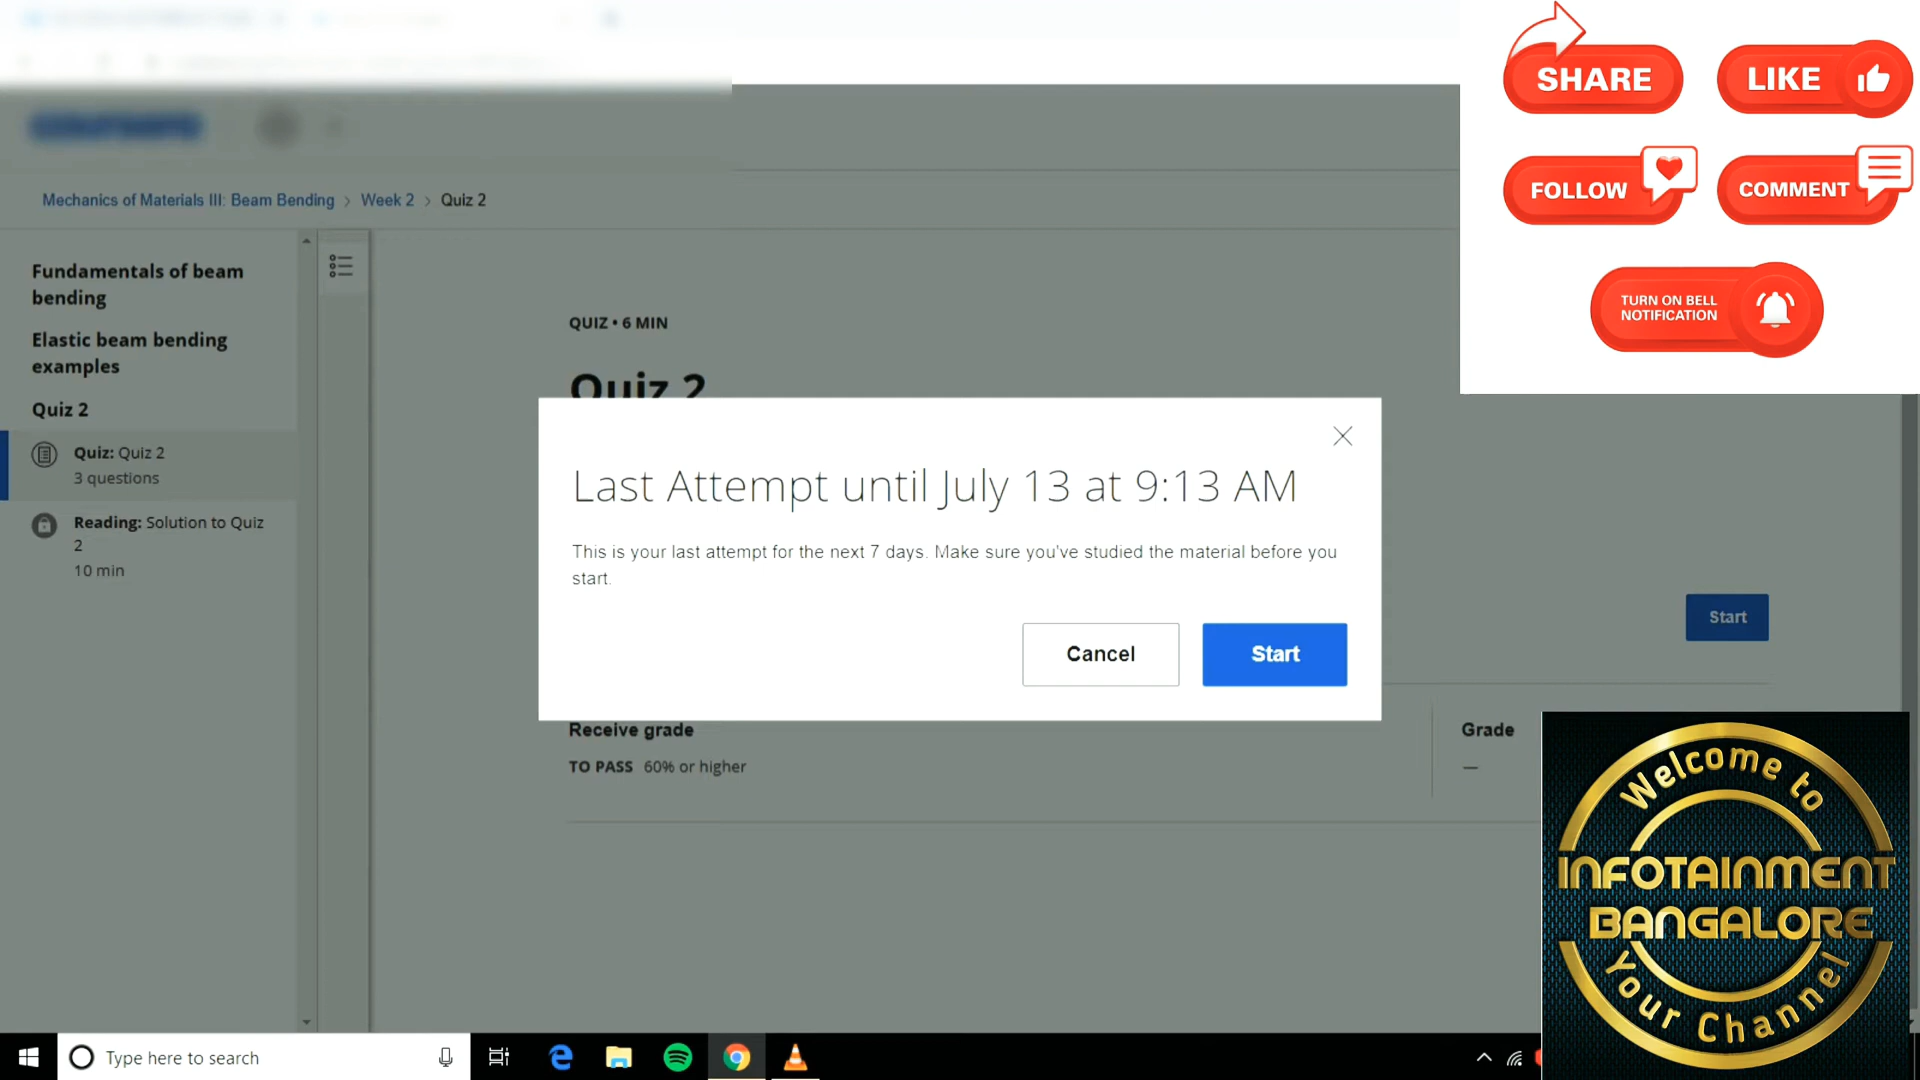 SHARE
LIKE
FOLLOW
COMMENT
TURN ON BELL
NOTIFICATION
Mechanics of Materials III: Beam Bending > Week 2 > Quiz 2
Fundamentals of beam
bending
Elastic beam bending
examples
Quiz 2
Quiz: Quiz 2
3 questions
Reading: Solution to Quiz
2
10 min
QUIZ • 6 MIN
Quiz 2
Last Attempt until July 13 at 9:13 AM
This is your last attempt for the next 7 days. Make sure you've studied the material before you
start.
Cancel
Start
Start
Receive grade
TO PASS 60% or higher
Grade
—
Welcome to
INFOTAINMENT
BANGALORE
Your Channel
Type here to search